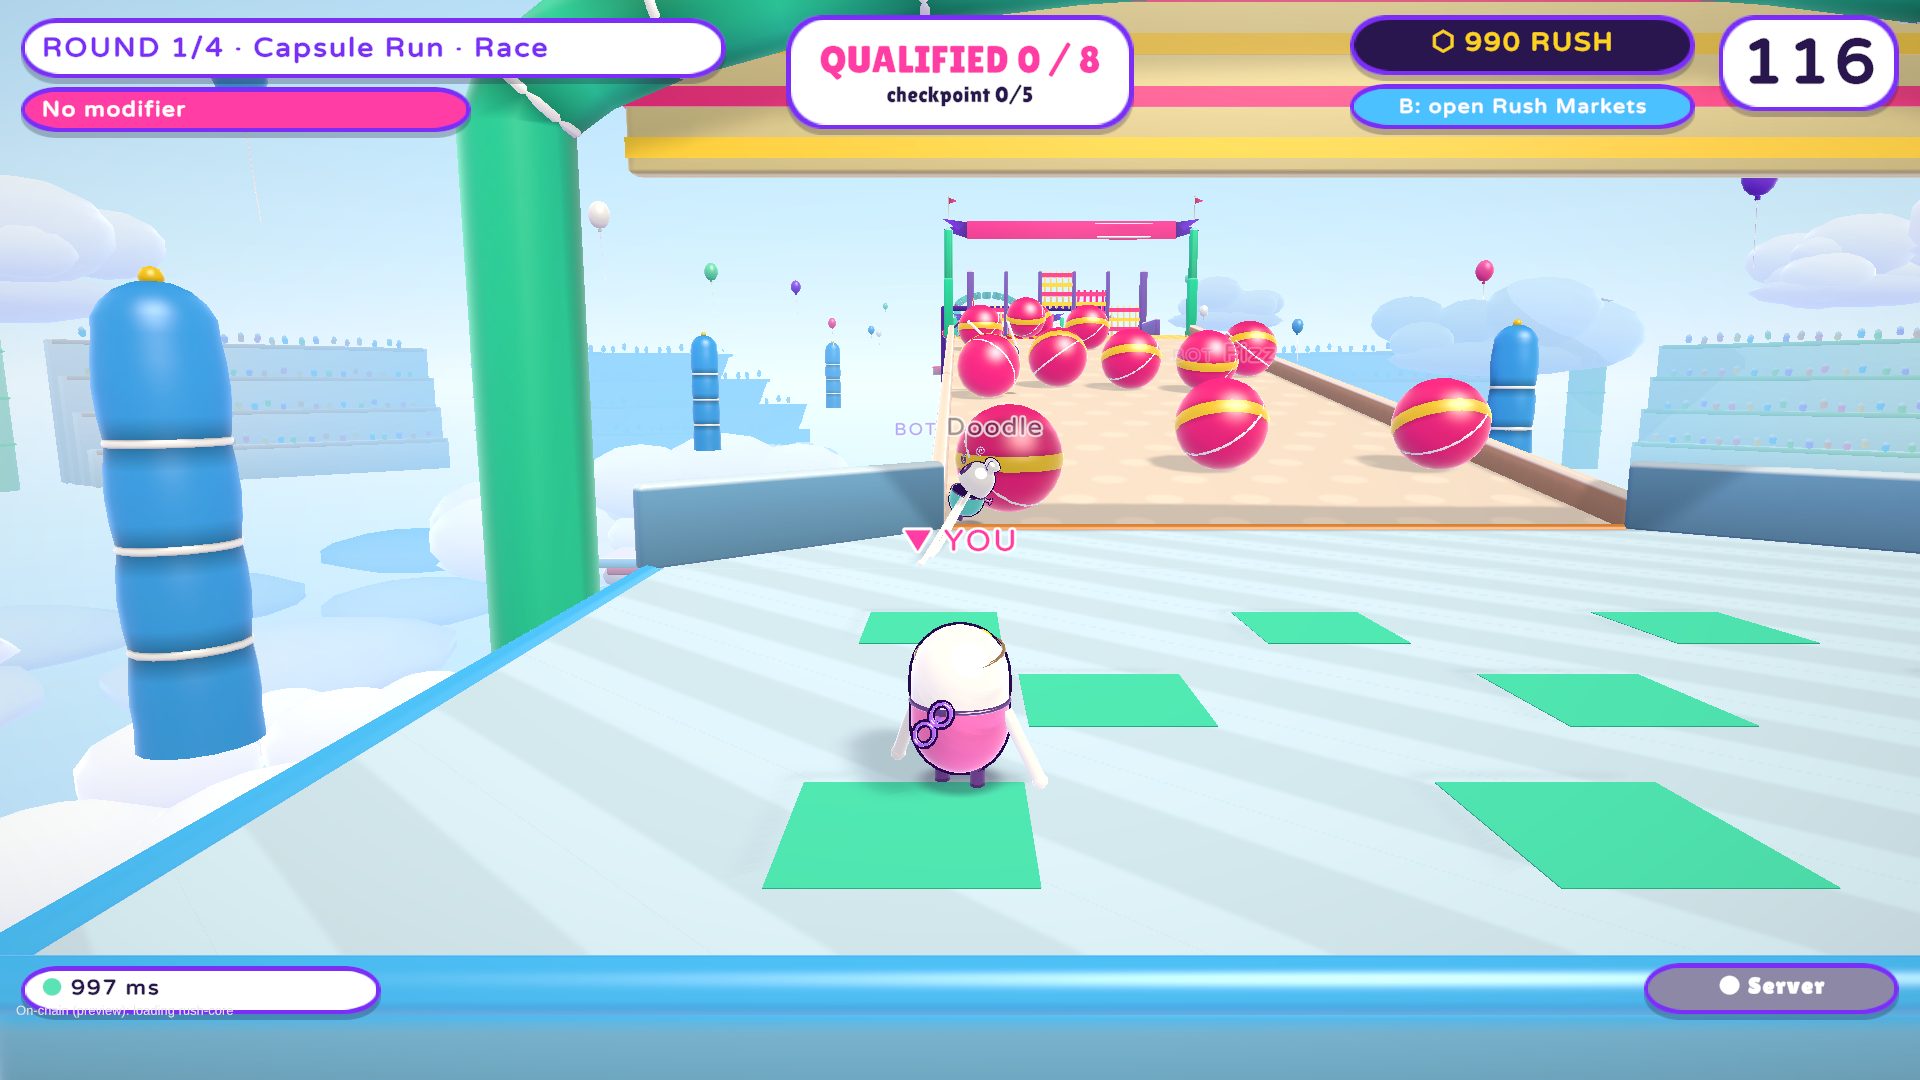 ROUND 1/4 · Capsule Run · Race
No modifier
QUALIFIED 0 / 8
checkpoint 0/5
990 RUSH
B: open Rush Markets
116
BOT Doodle
YOU
997 ms
On-chain (preview): loading rush-core
Server